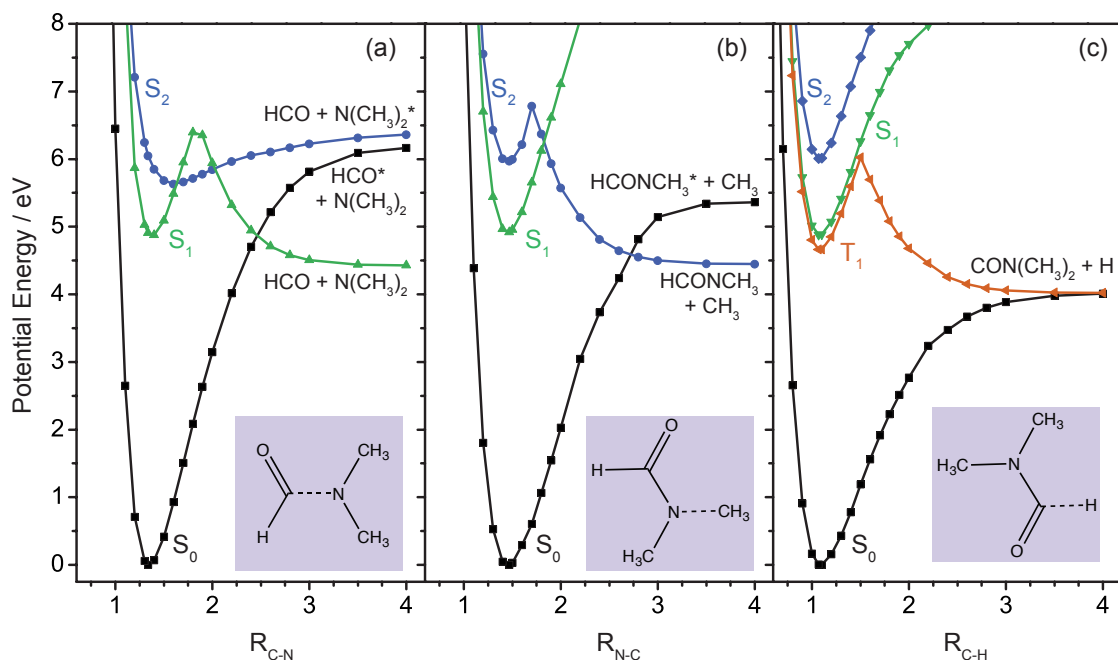 Potential Energy / eV
8
7
6
5
4
3
2
1
0
(a)
S2
HCO + N(CH3)2*
HCO*
+ N(CH3)2
S1
HCO + N(CH3)2
S0
O
CH3
N
H
CH3
1 2 3 4
RC-N
(b)
S2
HCONCH3* + CH3
S1
HCONCH3
+ CH3
S0
O
H
N
CH3
H3C
1 2 3 4
RN-C
(c)
S2
S1
T1
CON(CH3)2 + H
S0
CH3
H3C
N
H
O
1 2 3 4
RC-H